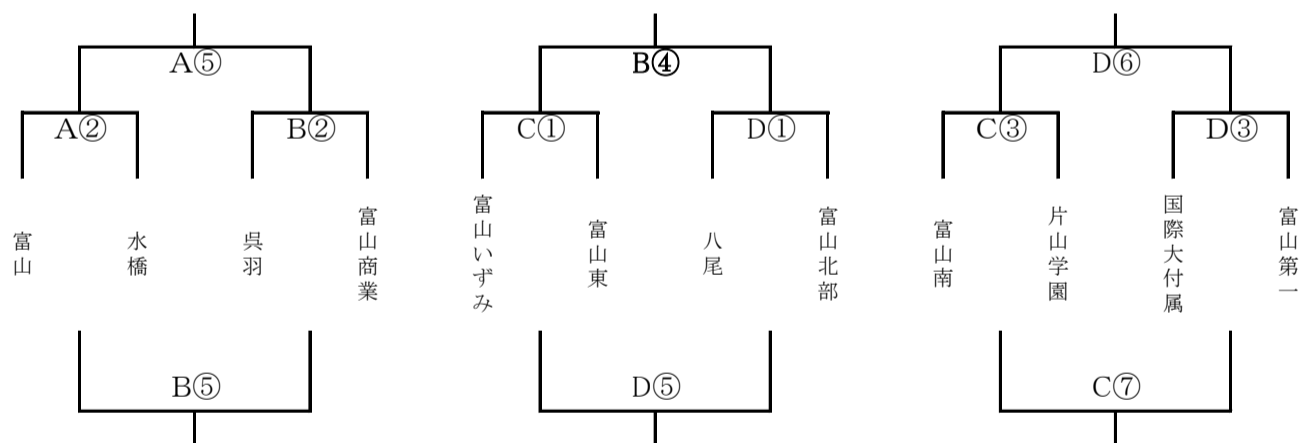 A⑤
B④
D⑥
A②
B②
C①
D①
C③
D③
富山
水橋
呉羽
富山商業
富山いずみ
富山東
八尾
富山北部
富山南
片山学園
国際大付属
富山第一
B⑤
D⑤
C⑦